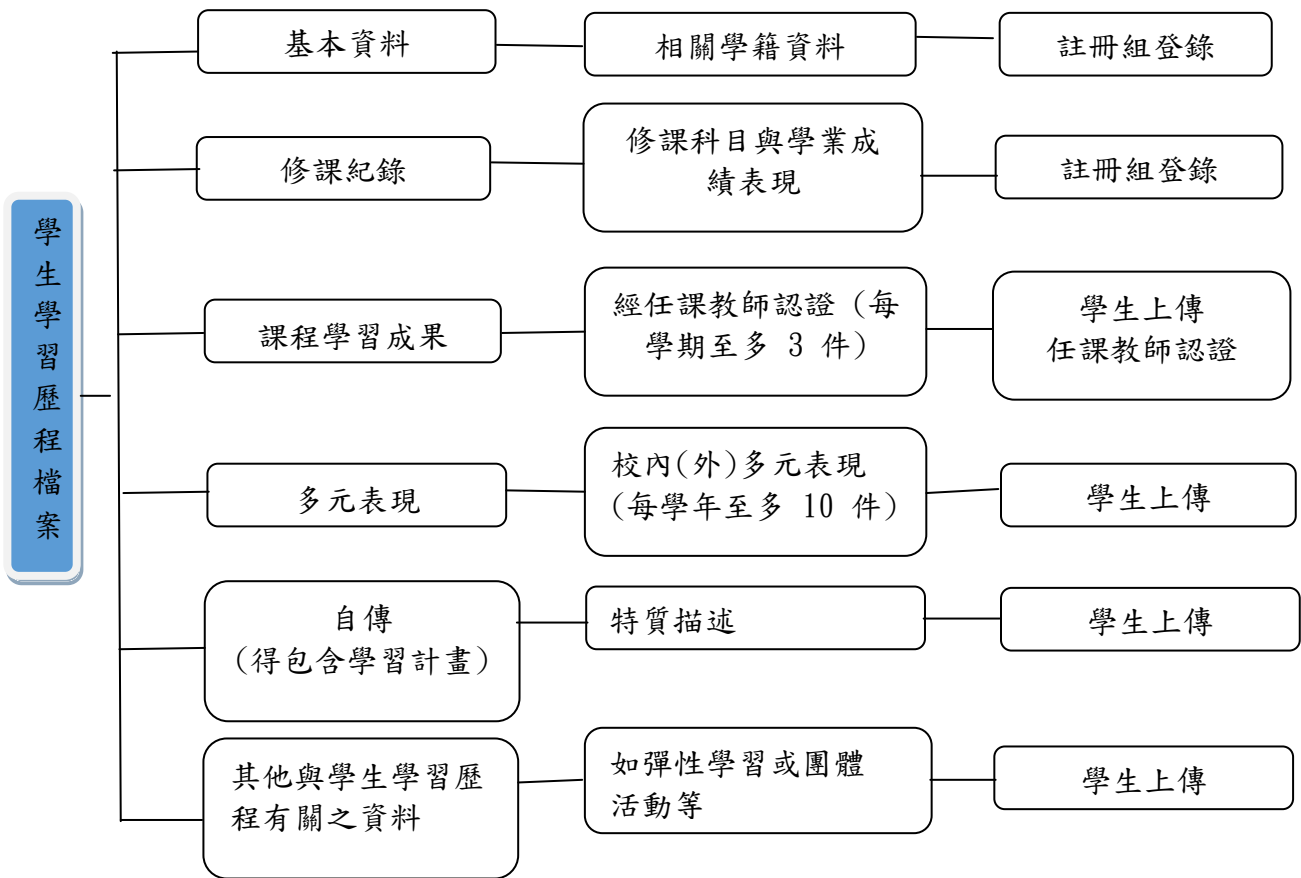 學生學習歷程檔案
基本資料
相關學籍資料
註冊組登錄
修課紀錄
修課科目與學業成
績表現
註冊組登錄
課程學習成果
經任課教師認證 (每
學期至多 3 件)
學生上傳
任課教師認證
多元表現
校內(外)多元表現
(每學年至多 10 件)
學生上傳
自傳
(得包含學習計畫)
特質描述
學生上傳
其他與學生學習歷
程有關之資料
如彈性學習或團體
活動等
學生上傳